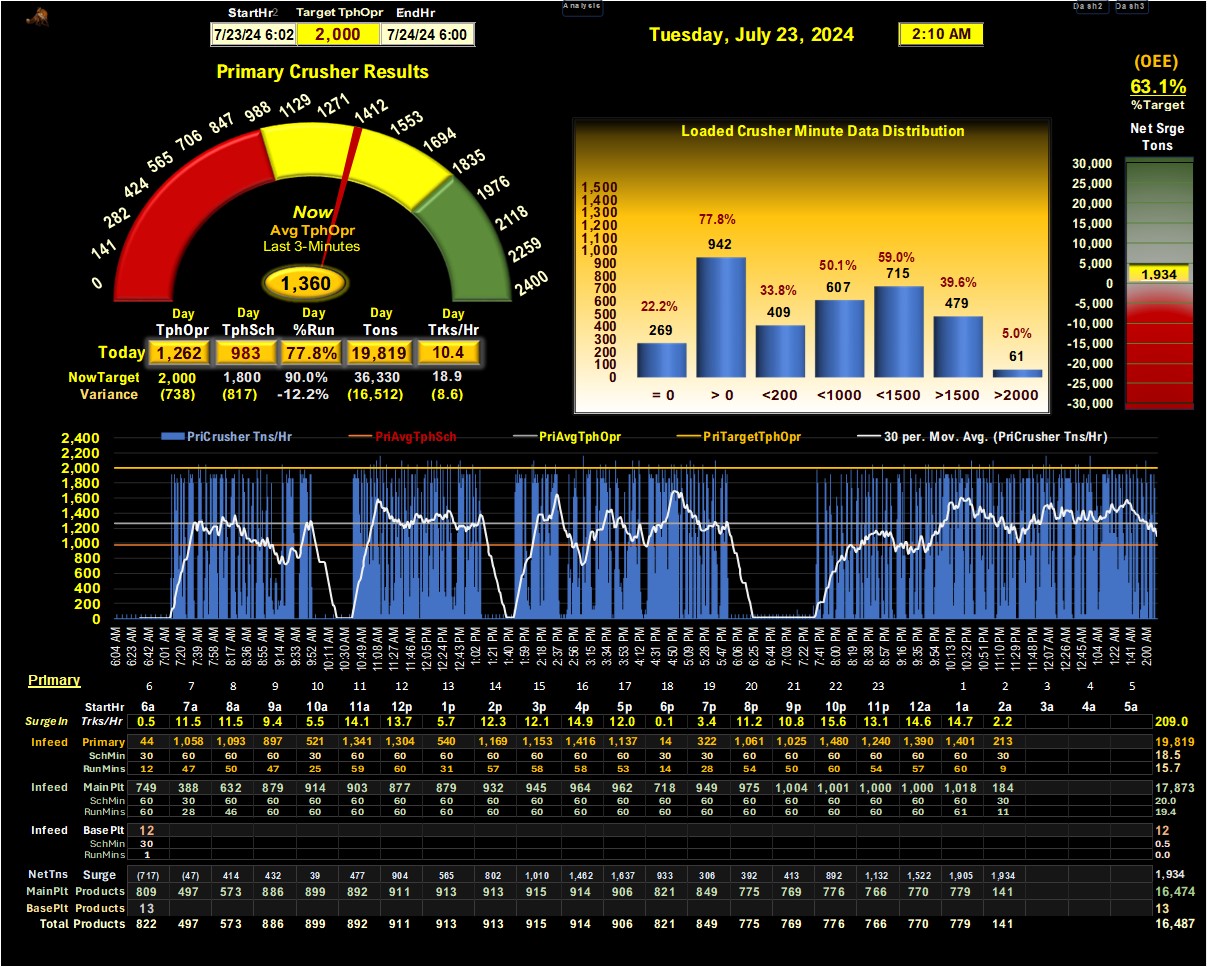 Analysis
Dash2 Dash3
StartHr2 Target TphOpr EndHr
7/23/24 6:02 2,000 7/24/24 6:00
Tuesday, July 23, 2024 2:10 AM
Primary Crusher Results
0 141 282 424 565 706 847 988 1129 1271 1412 1553 1694 1835 1976 2118 2259 2400
Now
Avg TphOpr
Last 3-Minutes
1,360
Day Day Day Day Day
TphOpr TphSch %Run Tons Trks/Hr
Today 1,262 983 77.8% 19,819 10.4
NowTarget 2,000 1,800 90.0% 36,330 18.9
Variance (738) (817) -12.2% (16,512) (8.6)
Loaded Crusher Minute Data Distribution
1,500
1,400
1,300
1,200
1,100
1,000
900
800
700
600
500
400
300
200
100
0
22.2% 77.8% 33.8% 50.1% 59.0% 39.6% 5.0%
269 942 409 607 715 479 61
= 0 > 0 <200 <1000 <1500 >1500 >2000
(OEE)
63.1%
%Target
Net Srge
Tons
30,000
25,000
20,000
15,000
10,000
5,000
0
-5,000
-10,000
-15,000
-20,000
-25,000
-30,000
1,934
PriCrusher Tns/Hr PriAvgTphSch PriAvgTphOpr PriTargetTphOpr 30 per. Mov. Avg. (PriCrusher Tns/Hr)
2,400
2,200
2,000
1,800
1,600
1,400
1,200
1,000
800
600
400
200
0
6:04 AM 6:23 AM 6:42 AM 7:01 AM 7:20 AM 7:39 AM 7:58 AM 8:17 AM 8:36 AM 8:55 AM 9:14 AM 9:33 AM 9:52 AM 10:11 AM 10:30 AM 10:49 AM 11:08 AM 11:27 AM 11:46 AM 12:05 PM 12:24 PM 12:43 PM 1:02 PM 1:21 PM 1:40 PM 1:59 PM 2:18 PM 2:37 PM 2:56 PM 3:15 PM 3:34 PM 3:53 PM 4:12 PM 4:31 PM 4:50 PM 5:09 PM 5:28 PM 5:47 PM 6:06 PM 6:25 PM 6:44 PM 7:03 PM 7:22 PM 7:41 PM 8:00 PM 8:19 PM 8:38 PM 8:57 PM 9:16 PM 9:35 PM 9:54 PM 10:13 PM 10:32 PM 10:51 PM 11:10 PM 11:29 PM 11:48 PM 12:07 AM 12:26 AM 12:45 AM 1:04 AM 1:22 AM 1:41 AM 2:00 AM
Primary
6 7 8 9 10 11 12 13 14 15 16 17 18 19 20 21 22 23 1 2 3 4 5
StartHr 6a 7a 8a 9a 10a 11a 12p 1p 2p 3p 4p 5p 6p 7p 8p 9p 10p 11p 12a 1a 2a 3a 4a 5a
SurgeIn Trks/Hr 0.5 11.5 11.5 9.4 5.5 14.1 13.7 5.7 12.3 12.1 14.9 12.0 0.1 3.4 11.2 10.8 15.6 13.1 14.6 14.7 2.2 209.0
Infeed Primary 44 1,058 1,093 897 521 1,341 1,304 540 1,169 1,153 1,416 1,137 14 322 1,061 1,025 1,480 1,240 1,390 1,401 213 19,819
SchMin 30 60 60 60 30 60 60 60 60 60 60 60 30 30 60 60 60 60 60 60 30 18.5
RunMins 12 47 50 47 25 59 60 31 57 58 58 53 14 28 54 50 60 54 57 60 9 15.7
Infeed MainPlt 749 388 632 879 914 903 877 879 932 945 964 962 718 949 975 1,004 1,001 1,000 1,000 1,018 184 17,873
SchMin 60 30 60 60 60 60 60 60 60 60 60 60 60 60 60 60 60 60 60 60 30 20.0
RunMins 60 28 46 60 60 60 60 60 60 60 60 60 60 60 60 60 60 60 60 61 11 19.4
Infeed Base Plt 12 12
SchMin 30 0.5
RunMins 1 0.0
NetTns Surge (717) (47) 414 432 39 477 904 565 802 1,010 1,462 1,637 933 306 392 413 892 1,132 1,522 1,905 1,934 1,934
MainPlt Products 809 497 573 886 899 892 911 913 913 915 914 906 821 849 775 769 776 766 770 779 141 16,474
BasePlt Products 13 13
Total Products 822 497 573 886 899 892 911 913 913 915 914 906 821 849 775 769 776 766 770 779 141 16,487